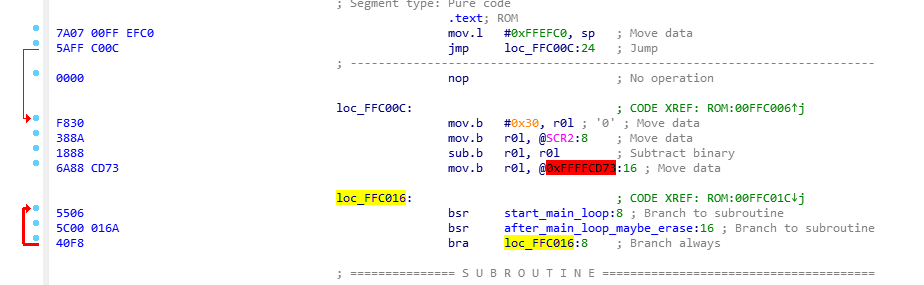 ; Segment type: Pure code
.text; ROM
7A07 00FF EFC0 mov.l #0xFFEFC0, sp ; Move data
5AFF C00C jmp loc_FFC00C:24 ; Jump
; ---------------------------------------------------------------------------
0000 nop ; No operation
loc_FFC00C: ; CODE XREF: ROM:00FFC006↑j
F830 mov.b #0x30, r0l ; '0' ; Move data
388A mov.b r0l, @SCR2:8 ; Move data
1888 sub.b r0l, r0l ; Subtract binary
6A88 CD73 mov.b r0l, @0xFFFFCD73:16 ; Move data
loc_FFC016: ; CODE XREF: ROM:00FFC01C↓j
5506 bsr start_main_loop:8 ; Branch to subroutine
5C00 016A bsr after_main_loop_maybe_erase:16 ; Branch to subroutine
40F8 bra loc_FFC016:8 ; Branch always
; =============== S U B R O U T I N E =======================================